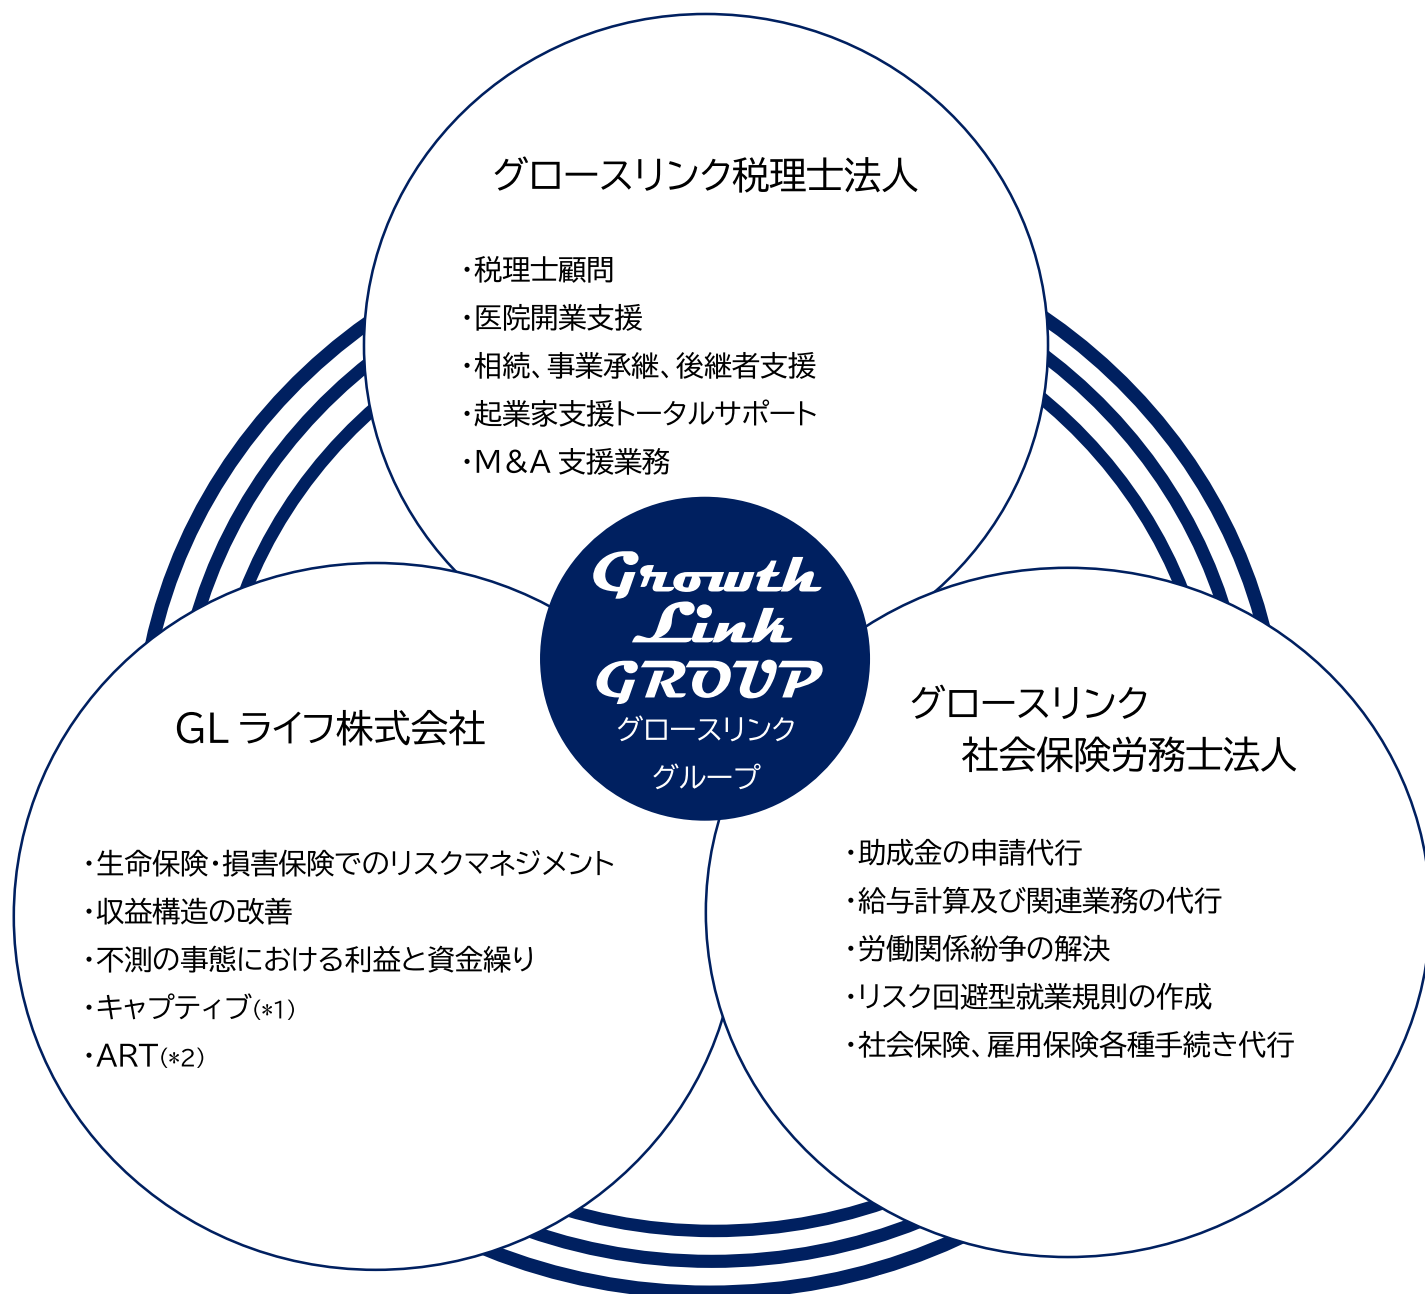 グロースリンク税理士法人
・税理士顧問
・医院開業支援
・相続、事業承継、後継者支援
・起業家支援トータルサポート
・M＆A 支援業務
Growth
Link
GROUP
グロースリンク
グループ
GL ライフ株式会社
・生命保険・損害保険でのリスクマネジメント
・収益構造の改善
・不測の事態における利益と資金繰り
・キャプティブ(*1)
・ART(*2)
グロースリンク
社会保険労務士法人
・助成金の申請代行
・給与計算及び関連業務の代行
・労働関係紛争の解決
・リスク回避型就業規則の作成
・社会保険、雇用保険各種手続き代行